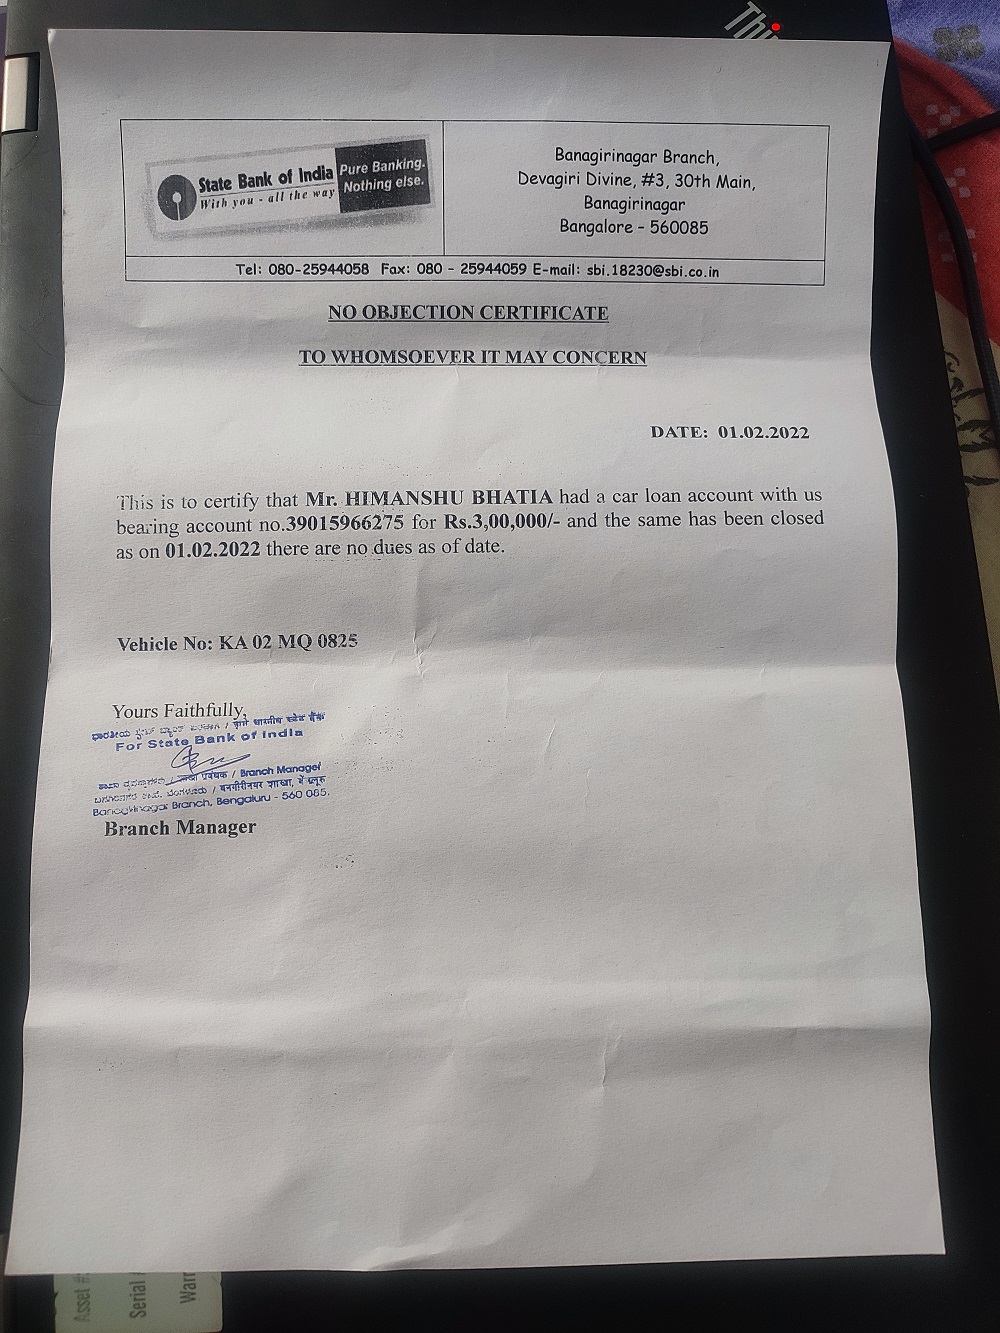 Thi
State Bank of India
With you - all the way
Pure Banking.
Nothing else.
Banagirinagar Branch,
Devagiri Divine, #3, 30th Main,
Banagirinagar
Bangalore - 560085
Tel: 080-25944058 Fax: 080 - 25944059 E-mail: sbi.18230@sbi.co.in
NO OBJECTION CERTIFICATE
TO WHOMSOEVER IT MAY CONCERN
DATE: 01.02.2022
This is to certify that Mr. HIMANSHU BHATIA had a car loan account with us
bearing account no.39015966275 for Rs.3,00,000/- and the same has been closed
as on 01.02.2022 there are no dues as of date.
Vehicle No: KA 02 MQ 0825
Yours Faithfully,
ಭಾರತೀಯ ಸ್ಟೇಟ್ ಬ್ಯಾಂಕ್ / भारतीय स्टेट बैंक
For State Bank of India
प्रबंधक / Branch Manager
शाखा, बेंगलूरु
Banagirinagar Branch, Bengaluru - 560 085.
Branch Manager
Asset #:
Serial #
Warr